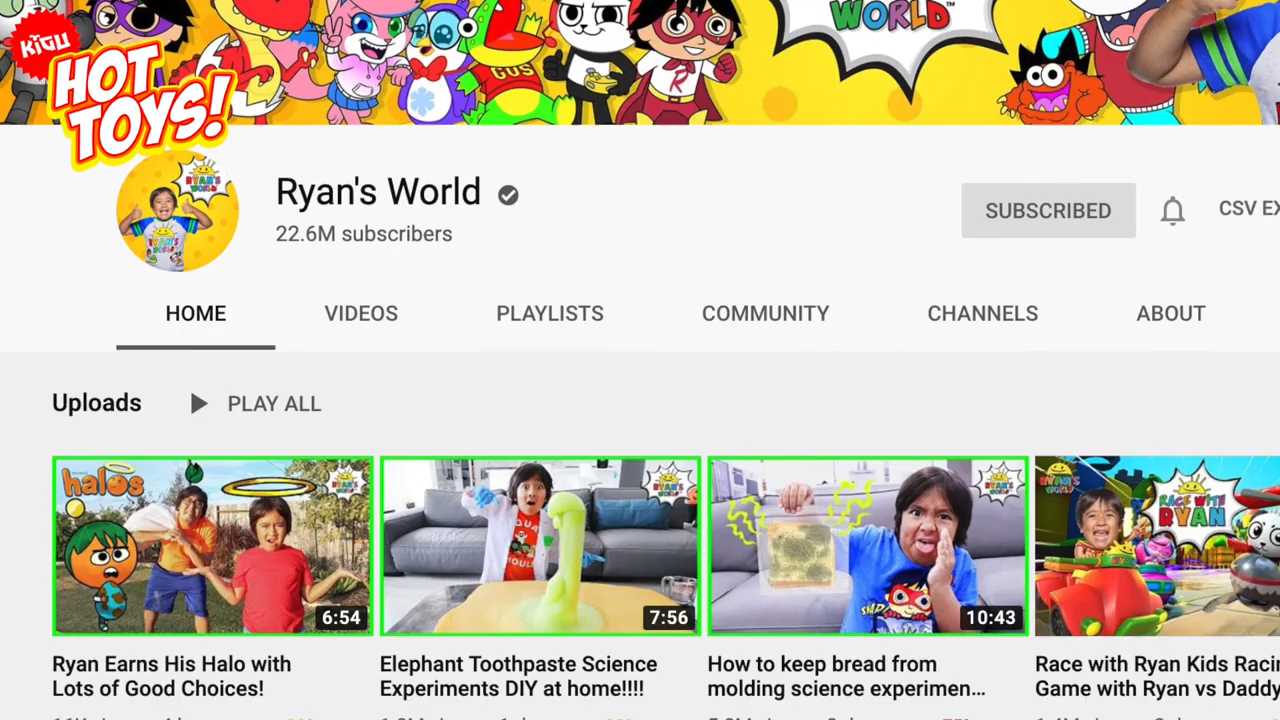 KIGU
HOT
TOYS!
WORLD™
GUS
R
RYAN'S
WORLD
Ryan's World
22.6M subscribers
SUBSCRIBED
CSV EX
HOME
VIDEOS
PLAYLISTS
COMMUNITY
CHANNELS
ABOUT
Uploads
PLAY ALL
halos
6:54
7:56
10:43
RACE WITH
RYAN
Ryan Earns His Halo with
Lots of Good Choices!
Elephant Toothpaste Science
Experiments DIY at home!!!!
How to keep bread from
molding science experimen...
Race with Ryan Kids Racin
Game with Ryan vs Daddy